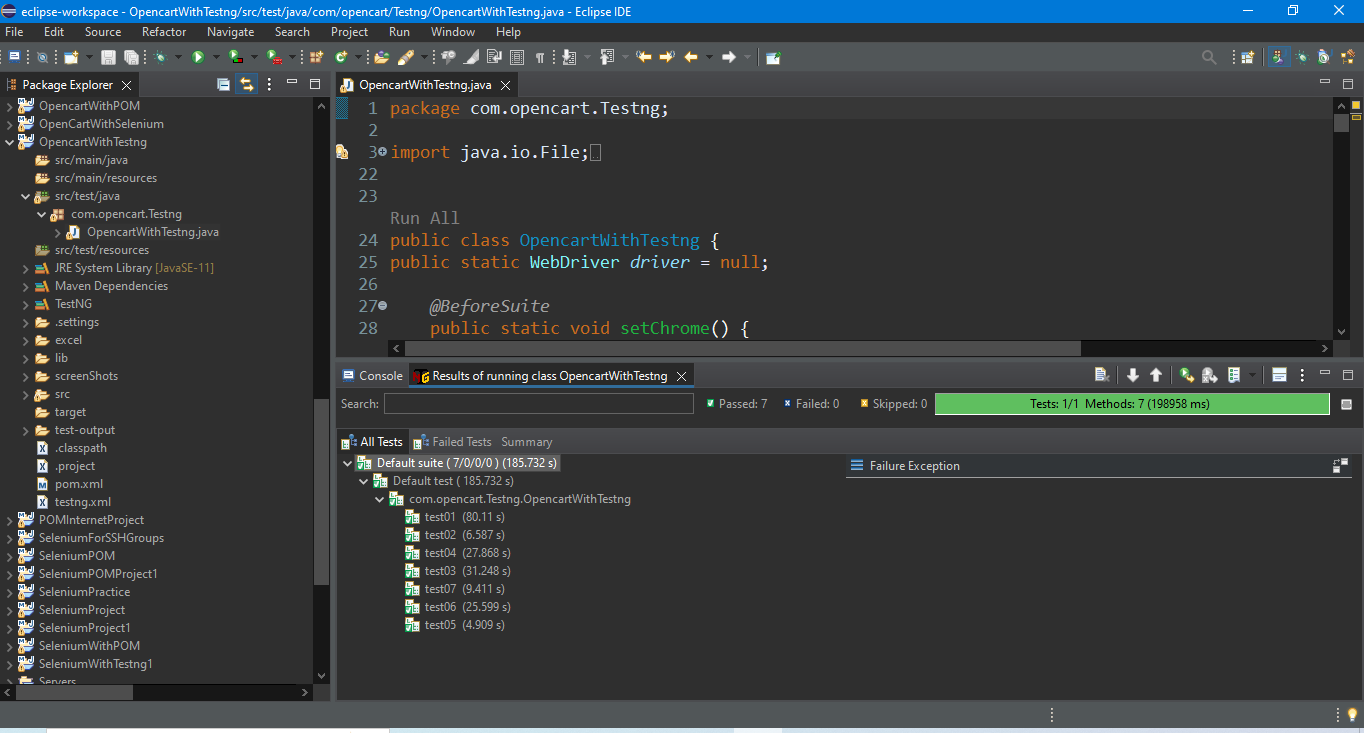 eclipse-workspace - OpencartWithTestng/src/test/java/com/opencart/Testng/OpencartWithTestng.java - Eclipse IDE
File Edit Source Refactor Navigate Search Project Run Window Help
Package Explorer
OpencartWithPOM
OpenCartWithSelenium
OpencartWithTestng
src/main/java
src/main/resources
src/test/java
com.opencart.Testng
OpencartWithTestng.java
src/test/resources
JRE System Library [JavaSE-11]
Maven Dependencies
TestNG
.settings
excel
lib
screenShots
src
target
test-output
.classpath
.project
pom.xml
testng.xml
POMInternetProject
SeleniumForSSHGroups
SeleniumPOM
SeleniumPOMProject1
SeleniumPractice
SeleniumProject
SeleniumProject1
SeleniumWithPOM
SeleniumWithTestng1
Servers
OpencartWithTestng.java
1 package com.opencart.Testng;
2
3 import java.io.File;
22
23
Run All
24 public class OpencartWithTestng {
25 public static WebDriver driver = null;
26
27 @BeforeSuite
28 public static void setChrome() {
Console Results of running class OpencartWithTestng
Search: Passed: 7 Failed: 0 Skipped: 0 Tests: 1/1 Methods: 7 (198958 ms)
All Tests Failed Tests Summary
Default suite ( 7/0/0/0 ) (185.732 s)
Default test ( 185.732 s)
com.opencart.Testng.OpencartWithTestng
test01 (80.11 s)
test02 (6.587 s)
test04 (27.868 s)
test03 (31.248 s)
test07 (9.411 s)
test06 (25.599 s)
test05 (4.909 s)
Failure Exception